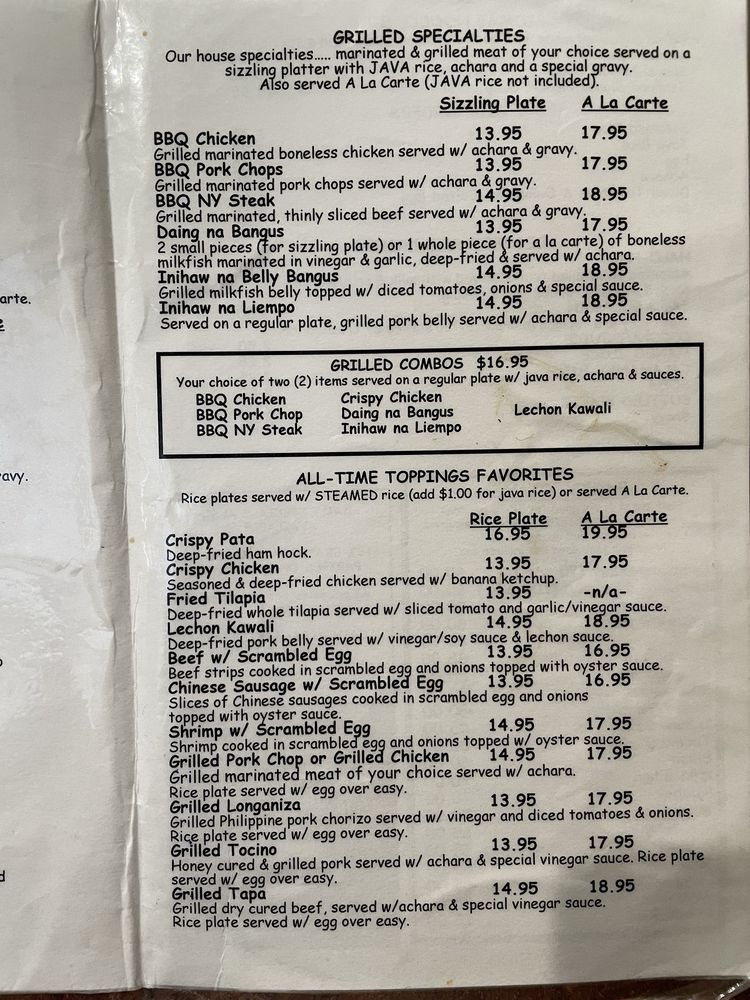 GRILLED SPECIALTIES
Our house specialties..... marinated & grilled meat of your choice served on a
sizzling platter with JAVA rice, achara and a special gravy.
Also served A La Carte (JAVA rice not included).
Sizzling Plate A La Carte
BBQ Chicken 13.95 17.95
Grilled marinated boneless chicken served w/ achara & gravy.
BBQ Pork Chops 13.95 17.95
Grilled marinated pork chops served w/ achara & gravy.
BBQ NY Steak 14.95 18.95
Grilled marinated, thinly sliced beef served w/ achara & gravy.
Daing na Bangus 13.95 17.95
2 small pieces (for sizzling plate) or 1 whole piece (for a la carte) of boneless
milkfish marinated in vinegar & garlic, deep-fried & served w/ achara.
Inihaw na Belly Bangus 14.95 18.95
Grilled milkfish belly topped w/ diced tomatoes, onions & special sauce.
Inihaw na Liempo 14.95 18.95
Served on a regular plate, grilled pork belly served w/ achara & special sauce.
GRILLED COMBOS $16.95
Your choice of two (2) items served on a regular plate w/ java rice, achara & sauces.
BBQ Chicken Crispy Chicken
BBQ Pork Chop Daing na Bangus Lechon Kawali
BBQ NY Steak Inihaw na Liempo
ALL-TIME TOPPINGS FAVORITES
Rice plates served w/ STEAMED rice (add $1.00 for java rice) or served A La Carte.
Rice Plate A La Carte
Crispy Pata 16.95 19.95
Deep-fried ham hock.
Crispy Chicken 13.95 17.95
Seasoned & deep-fried chicken served w/ banana ketchup.
Fried Tilapia 13.95 -n/a-
Deep-fried whole tilapia served w/ sliced tomato and garlic/vinegar sauce.
Lechon Kawali 14.95 18.95
Deep-fried pork belly served w/ vinegar/soy sauce & lechon sauce.
Beef w/ Scrambled Egg 13.95 16.95
Beef strips cooked in scrambled egg and onions topped with oyster sauce.
Chinese Sausage w/ Scrambled Egg 13.95 16.95
Slices of Chinese sausages cooked in scrambled egg and onions
topped with oyster sauce.
Shrimp w/ Scrambled Egg 14.95 17.95
Shrimp cooked in scrambled egg and onions topped w/ oyster sauce.
Grilled Pork Chop or Grilled Chicken 14.95 17.95
Grilled marinated meat of your choice served w/ achara.
Rice plate served w/ egg over easy.
Grilled Longaniza 13.95 17.95
Grilled Philippine pork chorizo served w/ vinegar and diced tomatoes & onions.
Rice plate served w/ egg over easy.
Grilled Tocino 13.95 17.95
Honey cured & grilled pork served w/ achara & special vinegar sauce. Rice plate
served w/ egg over easy.
Grilled Tapa 14.95 18.95
Grilled dry cured beef, served w/achara & special vinegar sauce.
Rice plate served w/ egg over easy.
arte.
avy.